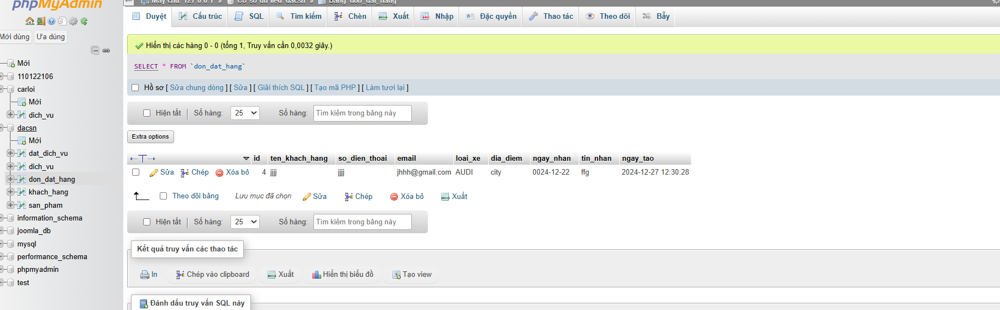 phpMyAdmin
Mới dùng
Ưa dùng
Mới
110122106
carloi
Mới
dich_vu
dacsn
Mới
dat_dich_vu
dich_vu
don_dat_hang
khach_hang
san_pham
information_schema
joomla_db
mysql
performance_schema
phpmyadmin
test
Máy chủ: 127.0.0.1 » Cơ sở dữ liệu: dacsn » Bảng: don_dat_hang
Duyệt Cấu trúc SQL Tìm kiếm Chèn Xuất Nhập Đặc quyền Thao tác Theo dõi Bẫy
Hiển thị các hàng 0 - 0 (tổng 1, Truy vấn cần 0,0032 giây.)
SELECT * FROM `don_dat_hang`
Hồ sơ [ Sửa chung dòng ] [ Sửa ] [ Giải thích SQL ] [ Tạo mã PHP ] [ Làm tươi lại ]
Hiện tất Số hàng: 25 Số hàng: Tìm kiếm trong bảng này
Extra options
id ten_khach_hang so_dien_thoai email loai_xe dia_diem ngay_nhan tin_nhan ngay_tao
Sửa Chép Xóa bỏ 4 jjjj jjjj jhhh@gmail.com AUDI city 0024-12-22 ffg 2024-12-27 12:30:28
Theo dõi bảng Lưu mục đã chọn Sửa Chép Xóa bỏ Xuất
Hiện tất Số hàng: 25 Số hàng: Tìm kiếm trong bảng này
Kết quả truy vấn các thao tác
In Chép vào clipboard Xuất Hiển thị biểu đồ Tạo view
Đánh dấu truy vấn SQL này